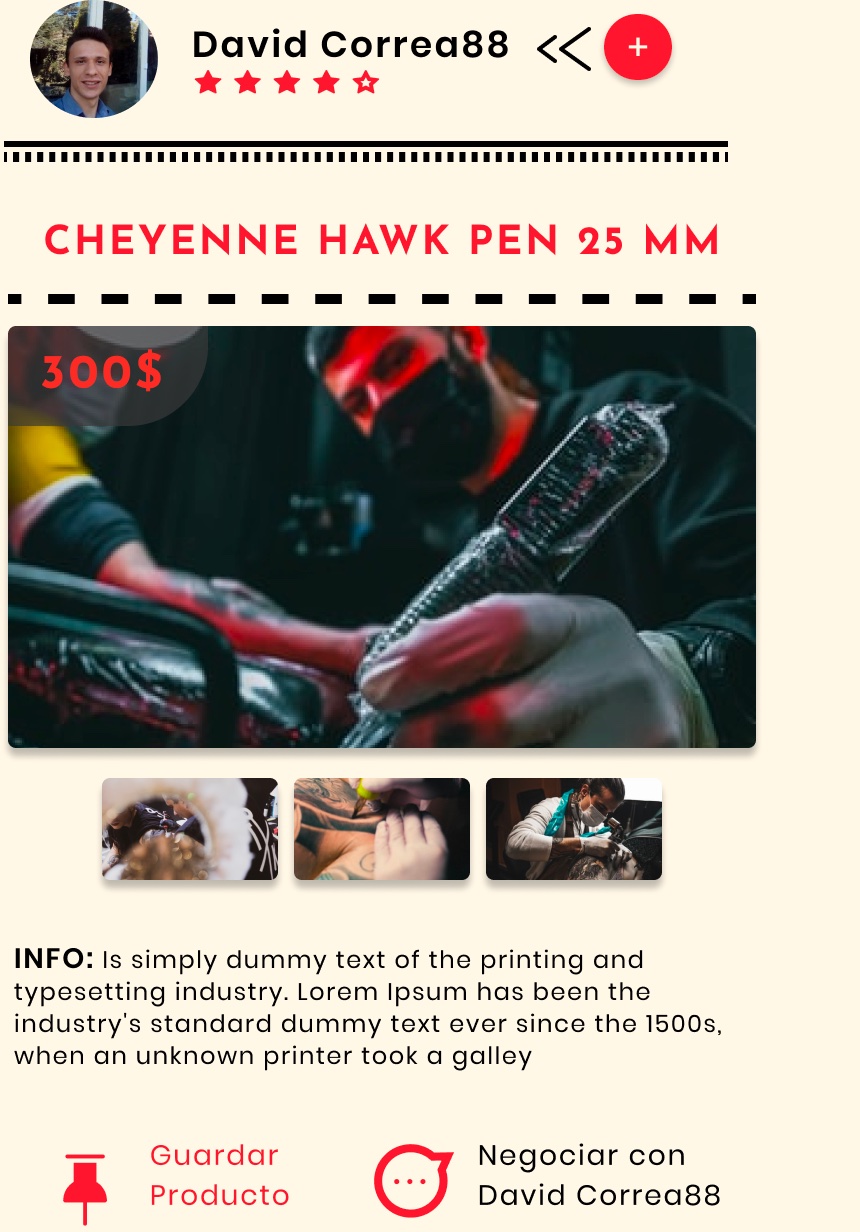 David Correa88
+
CHEYENNE HAWK PEN 25 MM
300$
INFO: Is simply dummy text of the printing and
typesetting industry. Lorem Ipsum has been the
industry's standard dummy text ever since the 1500s,
when an unknown printer took a galley
Guardar
Producto
Negociar con
David Correa88